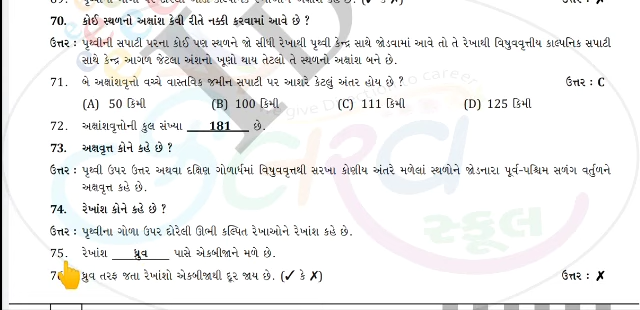 70. કોઈ સ્થળનો અક્ષાંશ કેવી રીતે નક્કી કરવામાં આવે છે ?
ઉત્તર : પૃથ્વીની સપાટી પરના કોઈ પણ સ્થળને જો સીધી રેખાથી પૃથ્વી કેન્દ્ર સાથે જોડવામાં આવે તો તે રેખાથી વિષુવવૃત્તીય કાલ્પનિક સપાટી
સાથે કેન્દ્ર આગળ જેટલા અંશનો ખૂણો થાય તેટલો તે સ્થળનો અક્ષાંશ બને છે.
71. બે અક્ષાંશવૃત્તો વચ્ચે વાસ્તવિક જમીન સપાટી પર આશરે કેટલું અંતર હોય છે ? ઉત્તર : C
(A) 50 કિમી (B) 100 કિમી (C) 111 કિમી (D) 125 કિમી
72. અક્ષાંશવૃત્તોની કુલ સંખ્યા 181 છે.
73. અક્ષવૃત્ત કોને કહે છે ?
ઉત્તર : પૃથ્વી ઉપર ઉત્તર અથવા દક્ષિણ ગોળાર્ધમાં વિષુવવૃત્તથી સરખા કોણીય અંતરે મળેલાં સ્થળોને જોડનારા પૂર્વ-પશ્ચિમ સળંગ વર્તુળને
અક્ષવૃત્ત કહે છે.
74. રેખાંશ કોને કહે છે ?
ઉત્તર : પૃથ્વીના ગોળા ઉપર દોરેલી ઊભી કલ્પિત રેખાઓને રેખાંશ કહે છે.
75. રેખાંશ ધ્રુવ પાસે એકબીજાને મળે છે.
ધ્રુવ તરફ જતા રેખાંશો એકબીજાથી દૂર જાય છે. (✓ કે ✗) ઉત્તર : ✗